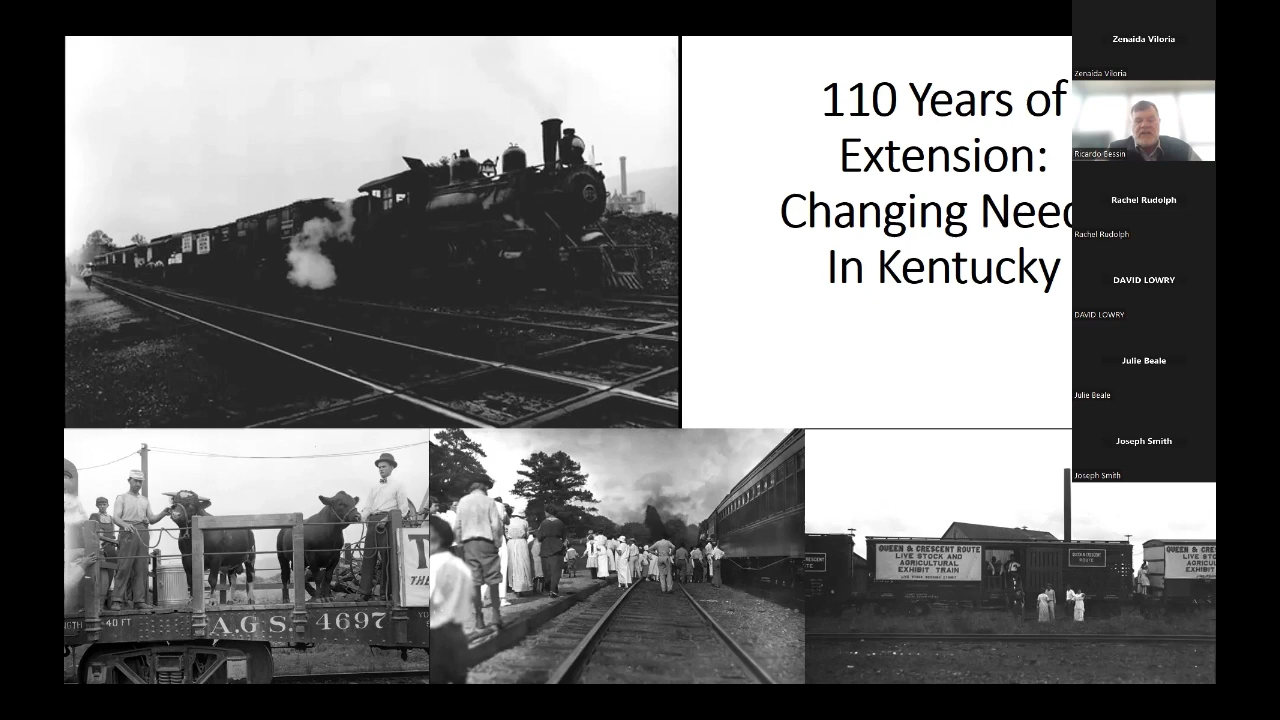 110 Years of
Extension:
Changing Need
In Kentucky
Zenaida Viloria
Zenaida Viloria
Ricardo Bessin
Rachel Rudolph
Rachel Rudolph
DAVID LOWRY
DAVID LOWRY
Julie Beale
Julie Beale
Joseph Smith
Joseph Smith
40 FT
A.G.S. 4697
THE
QUEEN & CRESCENT ROUTE
LIVE STOCK AND
AGRICULTURAL
EXHIBIT TRAIN
QUEEN & CRESCENT
ROUTE
QUEEN & CRES
LIVE STO
AGRICUL
EXHIBIT